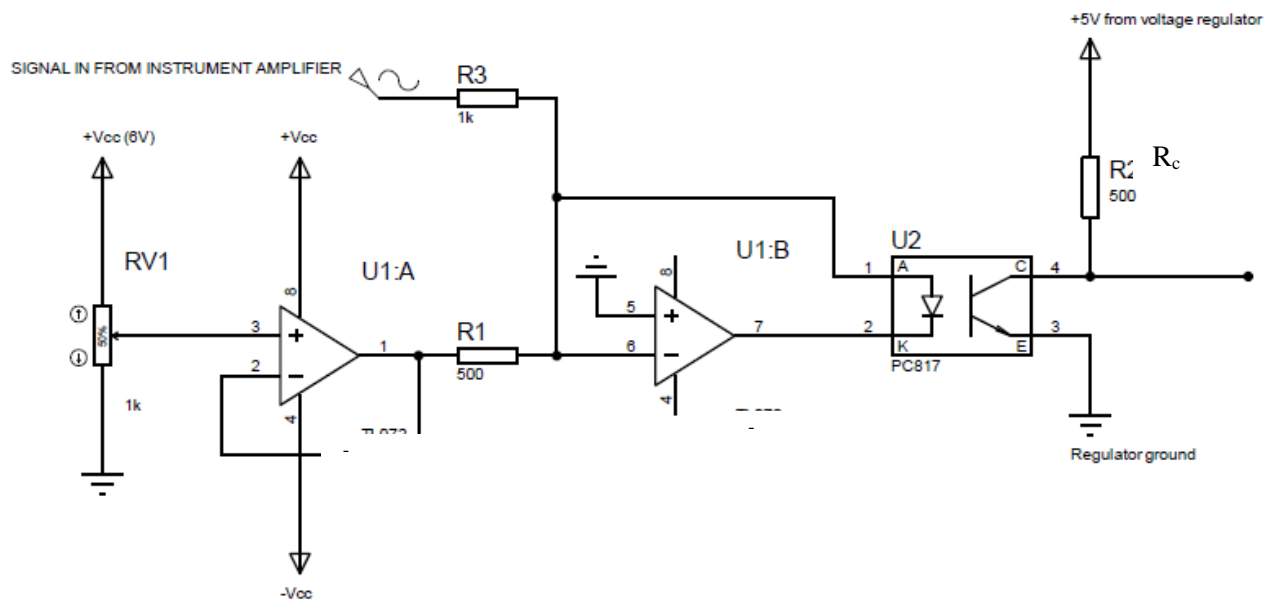 +5V from voltage regulator
SIGNAL IN FROM INSTRUMENT AMPLIFIER
R3
1k
+Vcc (6V)
+Vcc
Rc
R2
500
RV1
50%
1k
U1:A
8
3
2
1
4
+
−
R1
500
-Vcc
U1:B
8
5
6
7
4
+
−
U2
1
2
A
K
C
E
4
3
PC817
Regulator ground